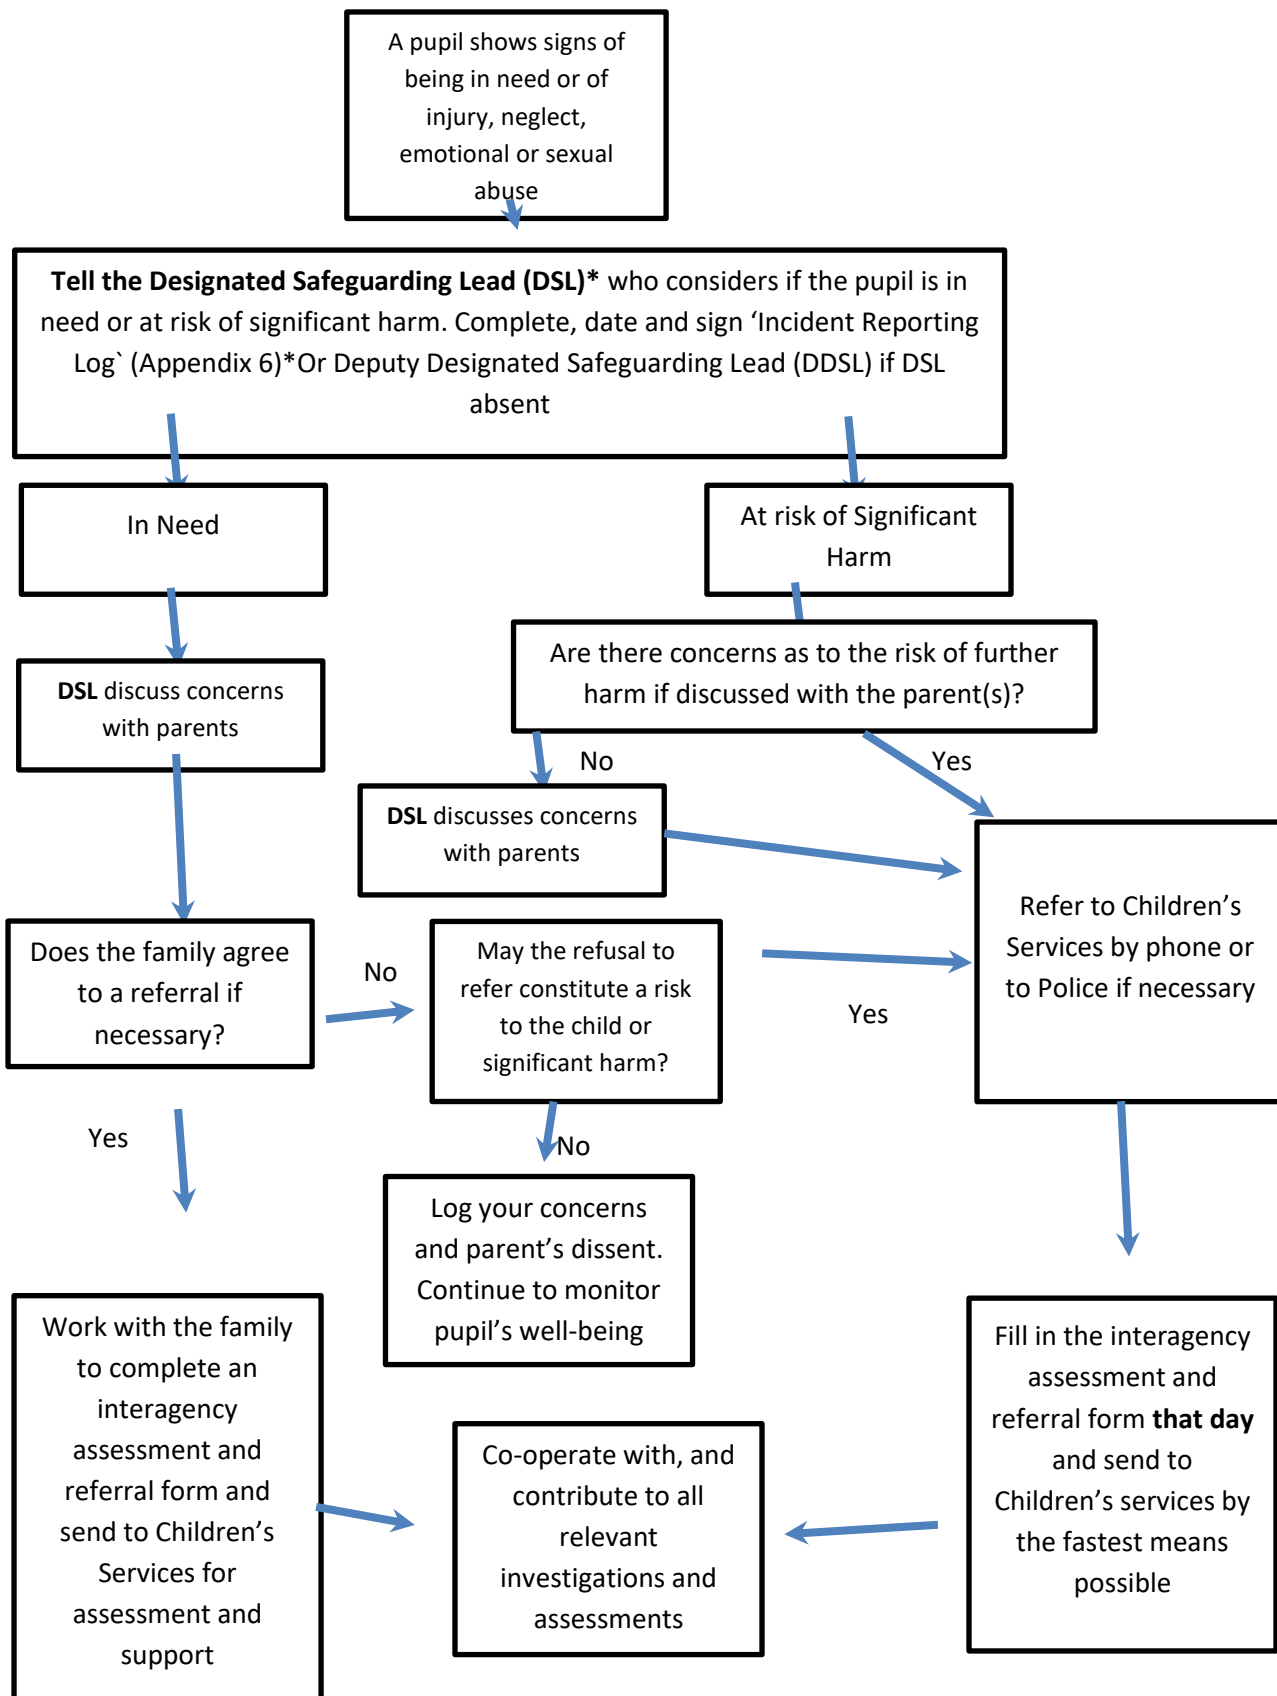 A pupil shows signs of
being in need or of
injury, neglect,
emotional or sexual
abuse
Tell the Designated Safeguarding Lead (DSL)* who considers if the pupil is in
need or at risk of significant harm. Complete, date and sign ‘Incident Reporting
Log` (Appendix 6)*Or Deputy Designated Safeguarding Lead (DDSL) if DSL
absent
In Need
At risk of Significant
Harm
Are there concerns as to the risk of further
harm if discussed with the parent(s)?
DSL discuss concerns
with parents
No
Yes
DSL discusses concerns
with parents
Refer to Children’s
Services by phone or
to Police if necessary
Does the family agree
to a referral if
necessary?
No
May the refusal to
refer constitute a risk
to the child or
significant harm?
Yes
Yes
No
Log your concerns
and parent’s dissent.
Continue to monitor
pupil’s well-being
Work with the family
to complete an
interagency
assessment and
referral form and
send to Children’s
Services for
assessment and
support
Co-operate with, and
contribute to all
relevant
investigations and
assessments
Fill in the interagency
assessment and
referral form that day
and send to
Children’s services by
the fastest means
possible